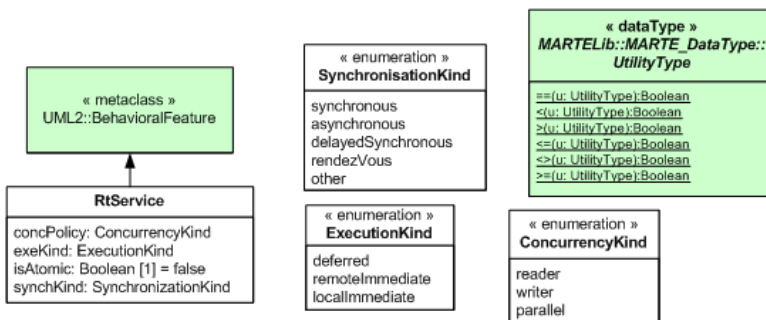 « metaclass »
UML2::BehavioralFeature
RtService
concPolicy: ConcurrencyKind
exeKind: ExecutionKind
isAtomic: Boolean [1] = false
synchKind: SynchronizationKind
« enumeration »
SynchronisationKind
synchronous
asynchronous
delayedSynchronous
rendezVous
other
« enumeration »
ExecutionKind
deferred
remoteImmediate
localImmediate
« dataType »
MARTELib::MARTE_DataType::
UtilityType
==(u: UtilityType):Boolean
<(u: UtilityType):Boolean
>(u: UtilityType):Boolean
<=(u: UtilityType):Boolean
<>(u: UtilityType):Boolean
>=(u: UtilityType):Boolean
« enumeration »
ConcurrencyKind
reader
writer
parallel